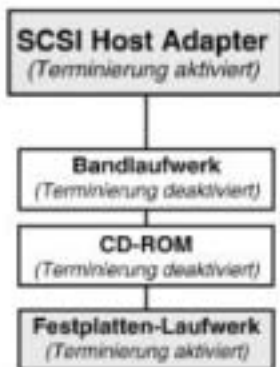 SCSI Host Adapter
(Terminierung aktiviert)
Bandlaufwerk
(Terminierung deaktiviert)
CD-ROM
(Terminierung deaktiviert)
Festplatten-Laufwerk
(Terminierung aktiviert)